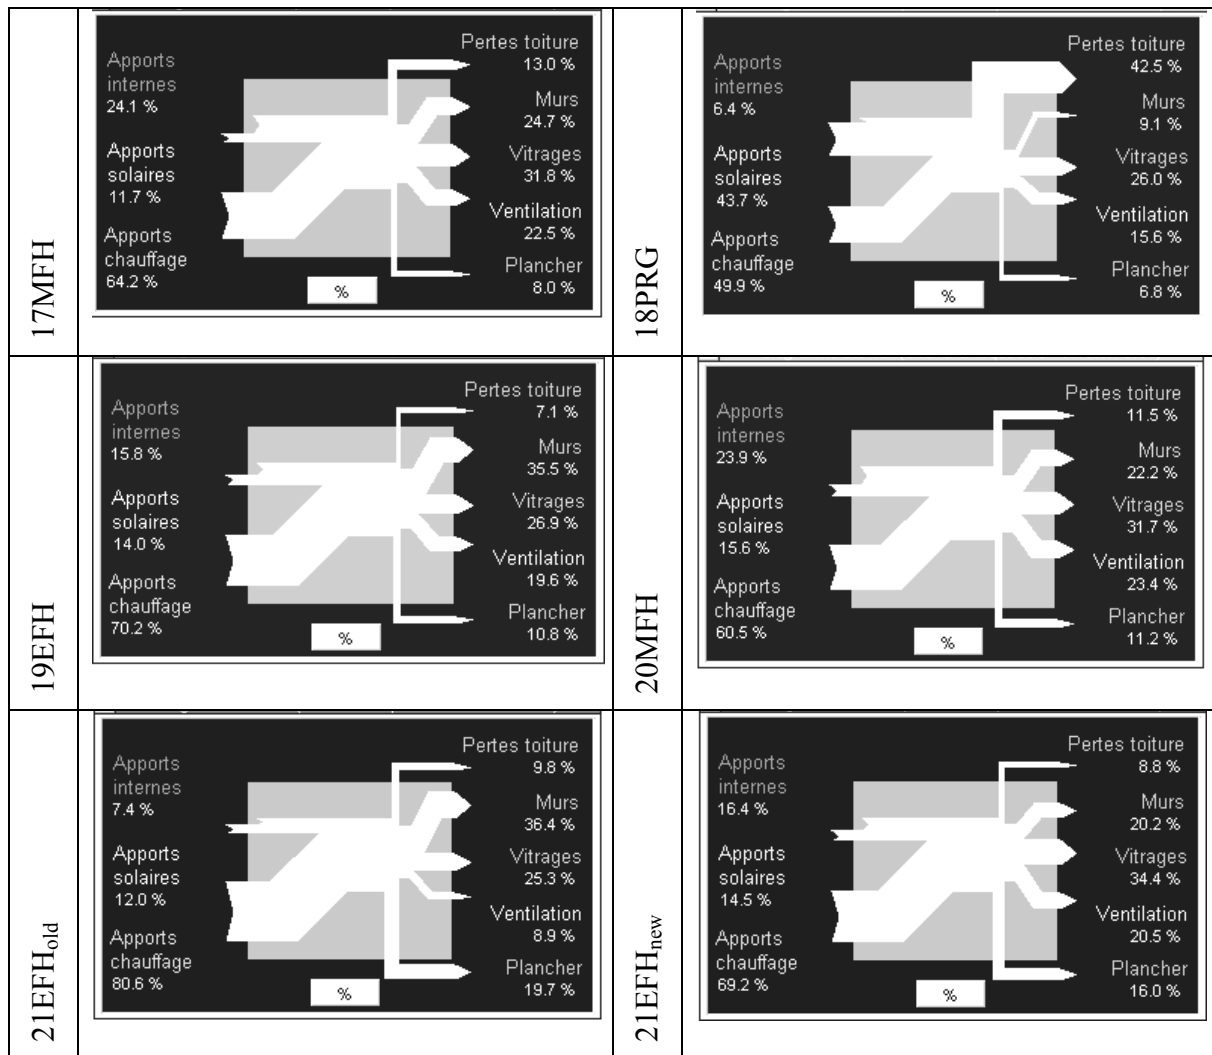 17MFH
Apports
internes
24.1 %
Apports
solaires
11.7 %
Apports
chauffage
64.2 %
Pertes toiture
13.0 %
Murs
24.7 %
Vitrages
31.8 %
Ventilation
22.5 %
Plancher
8.0 %
%
18PRG
Apports
internes
6.4 %
Apports
solaires
43.7 %
Apports
chauffage
49.9 %
Pertes toiture
42.5 %
Murs
9.1 %
Vitrages
26.0 %
Ventilation
15.6 %
Plancher
6.8 %
%
19EFH
Apports
internes
15.8 %
Apports
solaires
14.0 %
Apports
chauffage
70.2 %
Pertes toiture
7.1 %
Murs
35.5 %
Vitrages
26.9 %
Ventilation
19.6 %
Plancher
10.8 %
%
20MFH
Apports
internes
23.9 %
Apports
solaires
15.6 %
Apports
chauffage
60.5 %
Pertes toiture
11.5 %
Murs
22.2 %
Vitrages
31.7 %
Ventilation
23.4 %
Plancher
11.2 %
%
21EFHold
Apports
internes
7.4 %
Apports
solaires
12.0 %
Apports
chauffage
80.6 %
Pertes toiture
9.8 %
Murs
36.4 %
Vitrages
25.3 %
Ventilation
8.9 %
Plancher
19.7 %
%
21EFHnew
Apports
internes
16.4 %
Apports
solaires
14.5 %
Apports
chauffage
69.2 %
Pertes toiture
8.8 %
Murs
20.2 %
Vitrages
34.4 %
Ventilation
20.5 %
Plancher
16.0 %
%